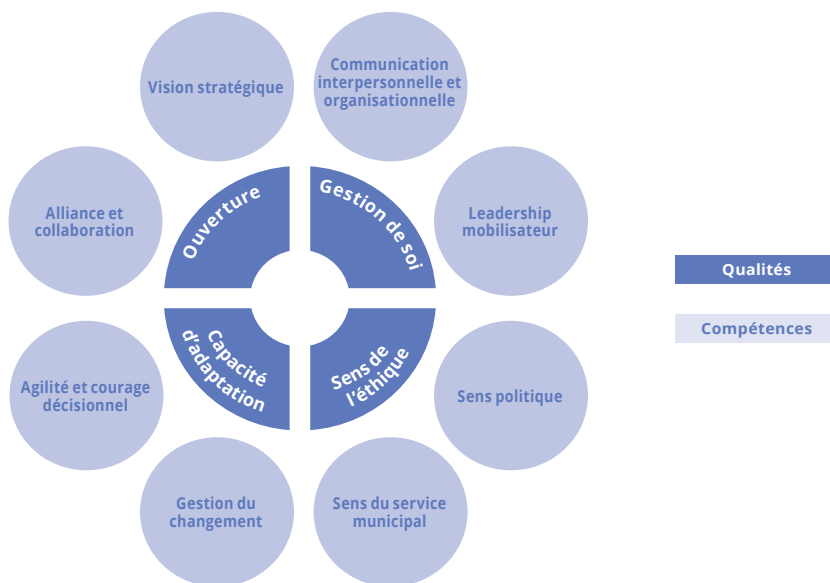 Vision stratégique
Communication
interpersonnelle et
organisationnelle
Alliance et
collaboration
Ouverture
Gestion de soi
Leadership
mobilisateur
Qualités
Compétences
Agilité et courage
décisionnel
Capacité
d'adaptation
Sens de
l'éthique
Sens politique
Gestion du
changement
Sens du service
municipal